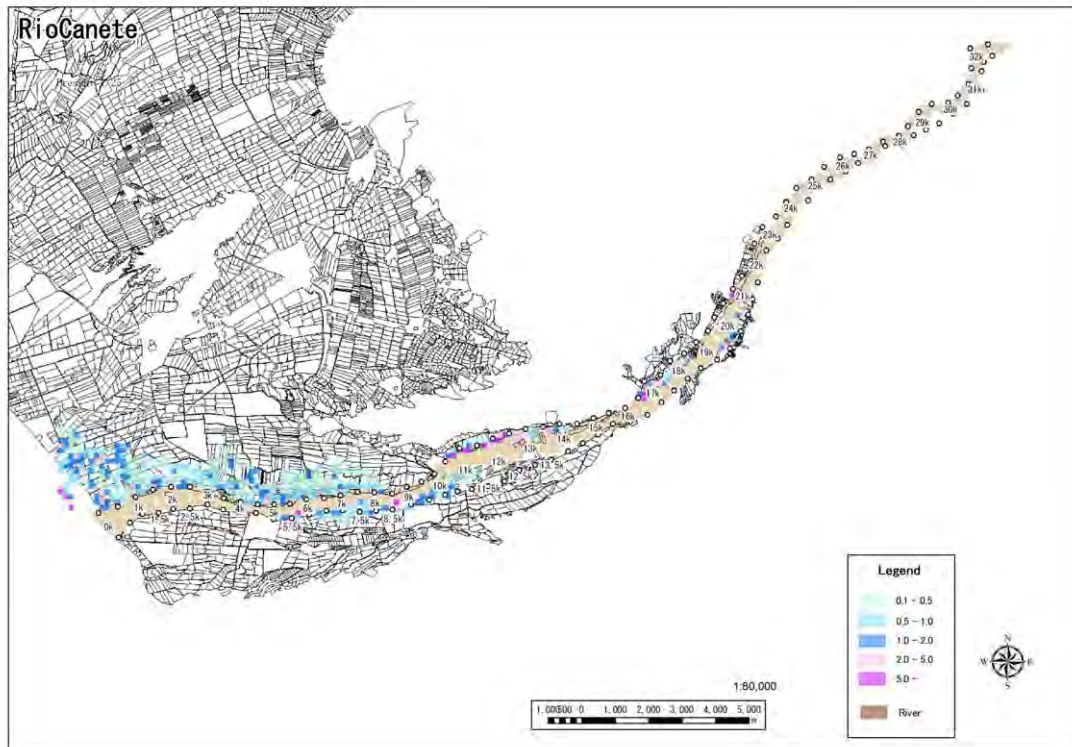 RioCanete
32k
31k
30k
29k
28k
27k
26k
25k
24k
23k
22k
21k
20k
19k
18k
17k
16k
15k
14k
13k
13.5k
12k
12.5k
11k
11.5k
10k
9k
8k
8.5k
7k
7.5k
6k
5k
5.5k
4k
3k
2k
2.5k
1k
1.5k
0k
Legend
0.1 - 0.5
0.5 - 1.0
1.0 - 2.0
2.0 - 5.0
5.0 -
River
N
W E
S
1:60,000
1,000 500 0 1,000 2,000 3,000 4,000 5,000
m